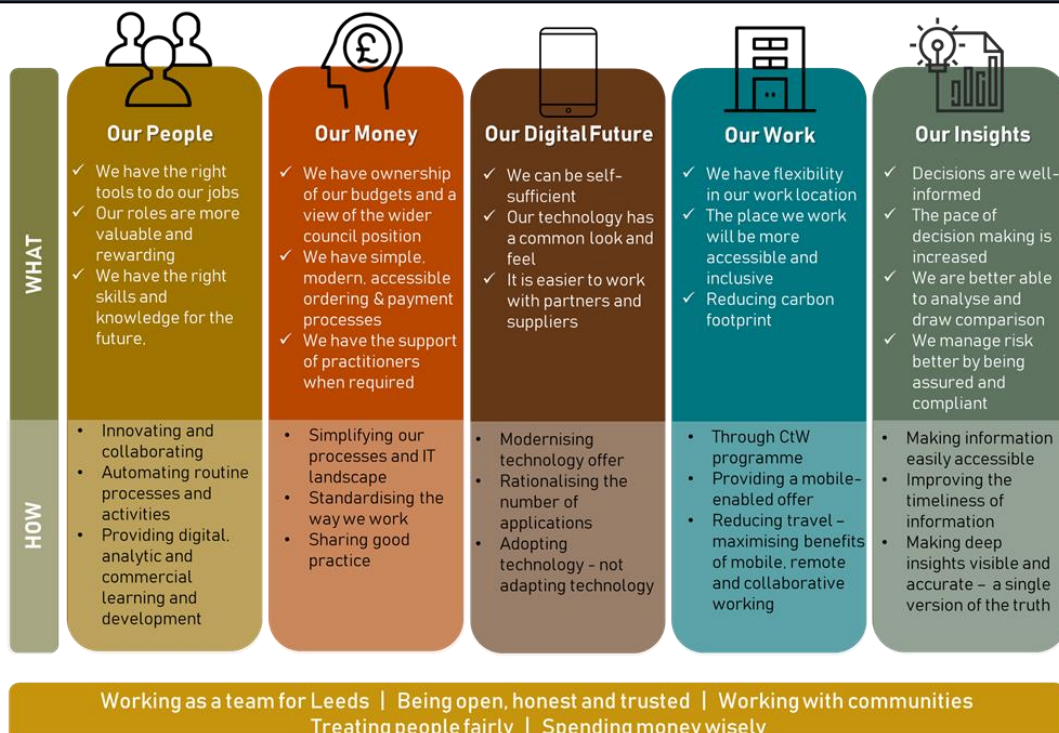 £
Our People
Our Money
Our Digital Future
Our Work
Our Insights
WHAT
✓ We have the right
tools to do our jobs
✓ Our roles are more
valuable and
rewarding
✓ We have the right
skills and
knowledge for the
future.
✓ We have ownership
of our budgets and a
view of the wider
council position
✓ We have simple,
modern, accessible
ordering & payment
processes
✓ We have the support
of practitioners
when required
✓ We can be self-
sufficient
✓ Our technology has
a common look and
feel
✓ It is easier to work
with partners and
suppliers
✓ We have flexibility
in our work location
✓ The place we work
will be more
accessible and
inclusive
✓ Reducing carbon
footprint
✓ Decisions are well-
informed
✓ The pace of
decision making is
increased
✓ We are better able
to analyse and
draw comparison
✓ We manage risk
better by being
assured and
compliant
HOW
• Innovating and
collaborating
• Automating routine
processes and
activities
• Providing digital,
analytic and
commercial
learning and
development
• Simplifying our
processes and IT
landscape
• Standardising the
way we work
• Sharing good
practice
• Modernising
technology offer
• Rationalising the
number of
applications
• Adopting
technology - not
adapting technology
• Through CtW
programme
• Providing a mobile-
enabled offer
• Reducing travel –
maximising benefits
of mobile, remote
and collaborative
working
• Making information
easily accessible
• Improving the
timeliness of
information
• Making deep
insights visible and
accurate – a single
version of the truth
Working as a team for Leeds | Being open, honest and trusted | Working with communities
Treating people fairly | Spending money wisely